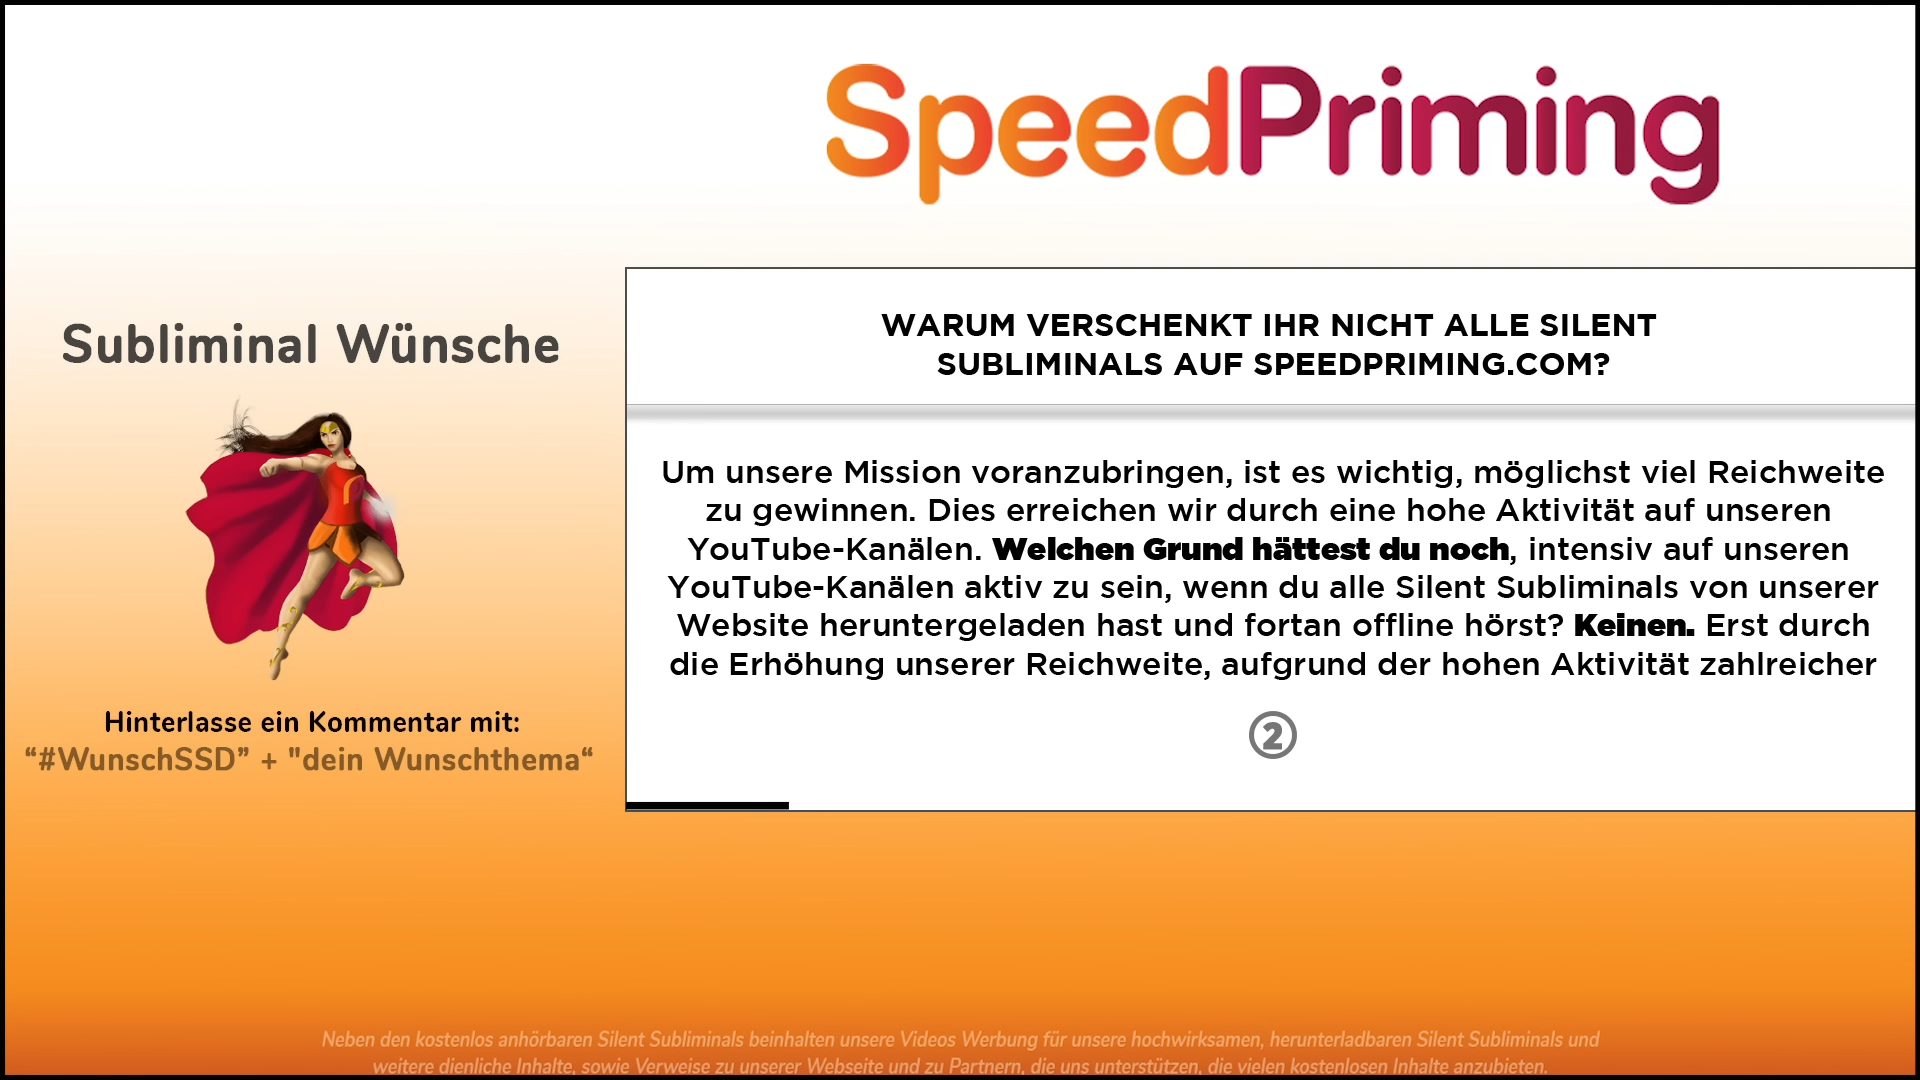 SpeedPriming
Subliminal Wünsche
Hinterlasse ein Kommentar mit:
“#WunschSSD” + "dein Wunschthema“
WARUM VERSCHENKT IHR NICHT ALLE SILENT
SUBLIMINALS AUF SPEEDPRIMING.COM?
Um unsere Mission voranzubringen, ist es wichtig, möglichst viel Reichweite
zu gewinnen. Dies erreichen wir durch eine hohe Aktivität auf unseren
YouTube-Kanälen. Welchen Grund hättest du noch, intensiv auf unseren
YouTube-Kanälen aktiv zu sein, wenn du alle Silent Subliminals von unserer
Website heruntergeladen hast und fortan offline hörst? Keinen. Erst durch
die Erhöhung unserer Reichweite, aufgrund der hohen Aktivität zahlreicher
②
Neben den kostenlos anhörbaren Silent Subliminals beinhalten unsere Videos Werbung für unsere hochwirksamen, herunterladbaren Silent Subliminals und
weitere dienliche Inhalte, sowie Verweise zu unserer Webseite und zu Partnern, die uns unterstützen, die vielen kostenlosen Inhalte anzubieten.